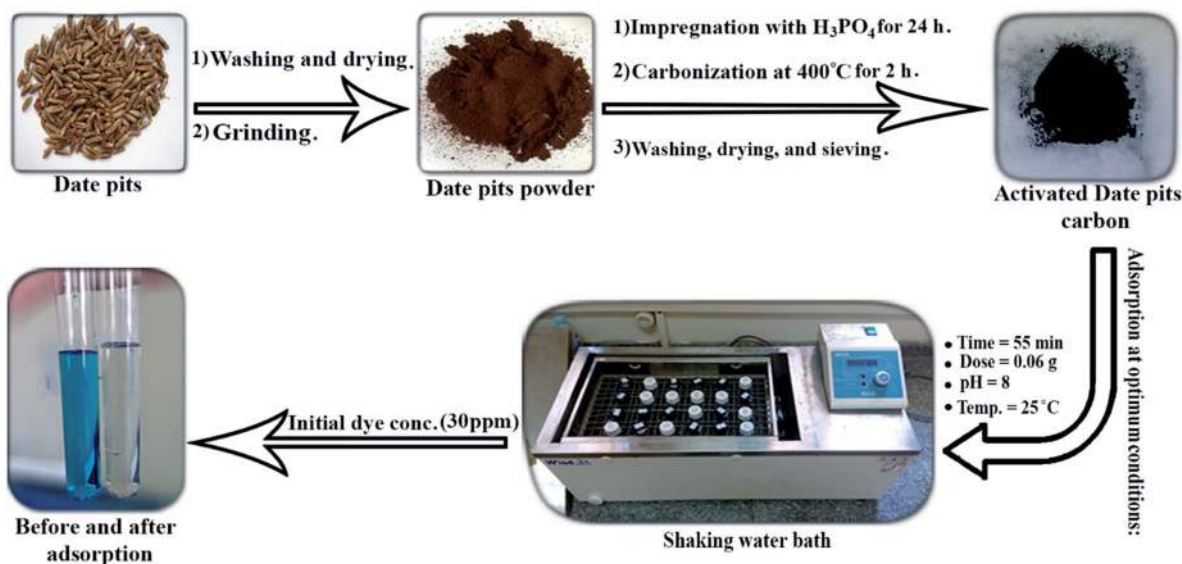 1)Washing and drying.
2) Grinding.
Date pits
Date pits powder
1)Impregnation with H₃PO₄ for 24 h.
2)Carbonization at 400°C for 2 h.
3)Washing, drying, and sieving.
Activated Date pits
carbon
Adsorption at optimum conditions:
• Time = 55 min
• Dose = 0.06 g
• pH = 8
• Temp. = 25°C
Shaking water bath
Initial dye conc.(30ppm)
Before and after
adsorption